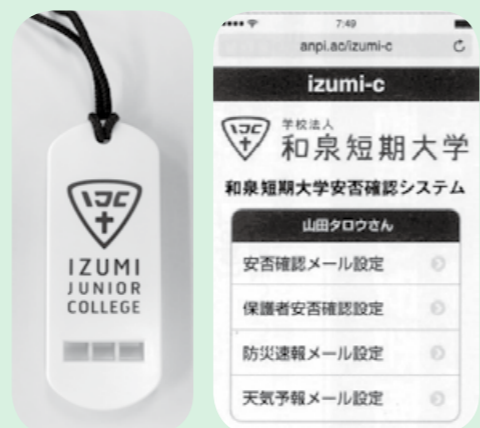 IJC
IZUMI
JUNIOR
COLLEGE
7:49
anpi.ac/izumi-c
izumi-c
IJC
学校法人
和泉短期大学
和泉短期大学安否確認システム
山田タロウさん
安否確認メール設定
保護者安否確認設定
防災速報メール設定
天気予報メール設定